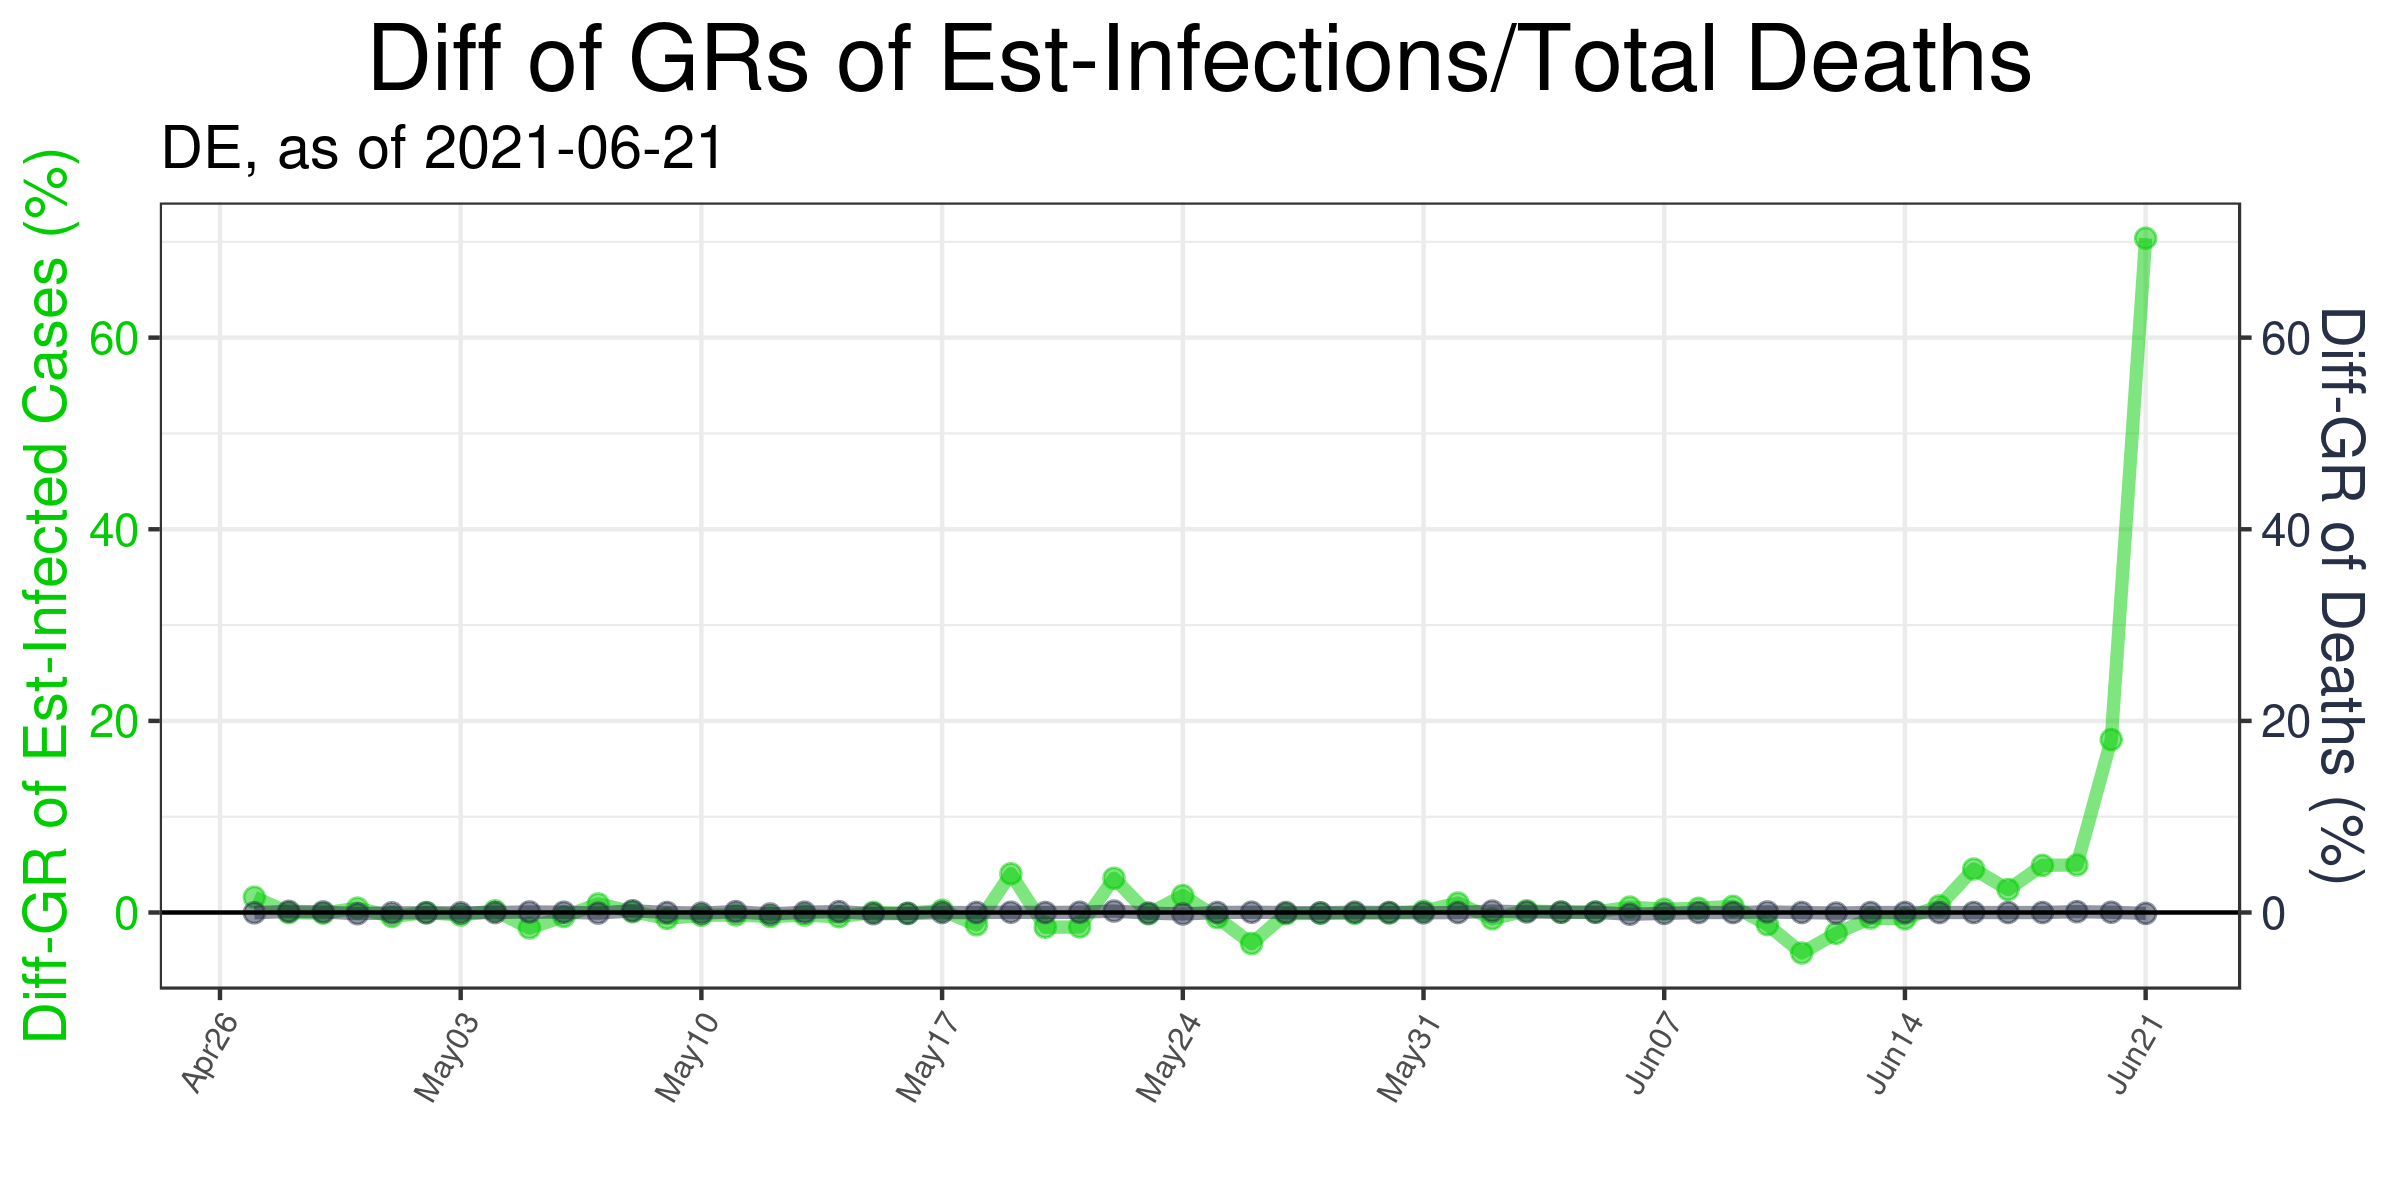 Diff of GRs of Est-Infections/Total Deaths
DE, as of 2021-06-21
Diff-GR of Est-Infected Cases (%)
60
40
20
0
60
40
20
0
Diff-GR of Deaths (%)
Apr26
May03
May10
May17
May24
May31
Jun07
Jun14
Jun21